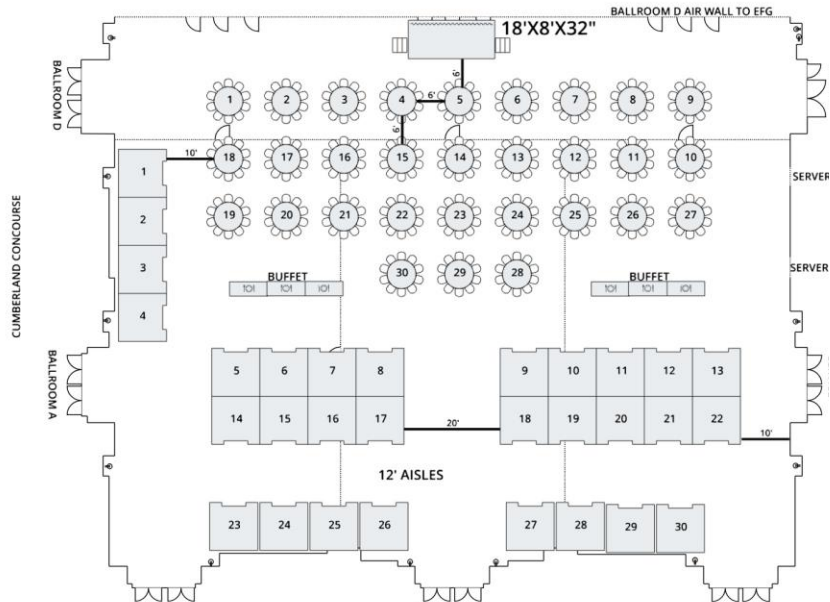 BALLROOM D AIR WALL TO EFG
18'X8'X32"
BALLROOM D
6'
1 2 3 4 6' 5 6 7 8 9
6'
10' 18 17 16 15 14 13 12 11 10
SERVER
19 20 21 22 23 24 25 26 27
30 29 28
SERVER
BUFFET
BUFFET
1
2
3
4
CUMBERLAND CONCOURSE
BALLROOM A
5 6 7 8
9 10 11 12 13
14 15 16 17
20'
18 19 20 21 22
10'
12' AISLES
23 24 25 26
27 28 29 30